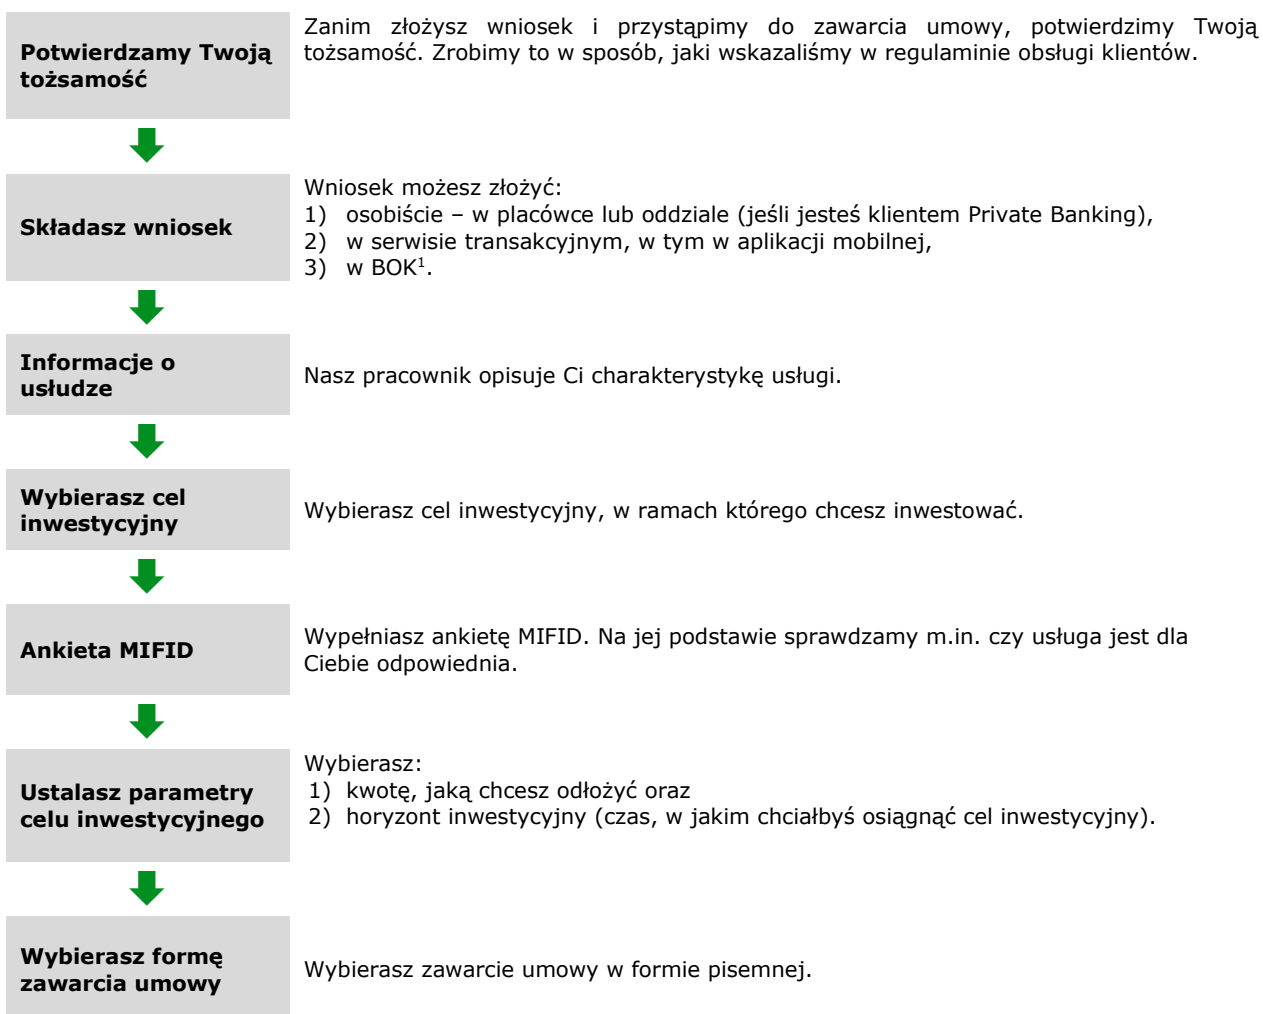 Potwierdzamy Twoją
tożsamość
Zanim złożysz wniosek i przystąpimy do zawarcia umowy, potwierdzimy Twoją
tożsamość. Zrobimy to w sposób, jaki wskazaliśmy w regulaminie obsługi klientów.
Składasz wniosek
Wniosek możesz złożyć:
1) osobiście – w placówce lub oddziale (jeśli jesteś klientem Private Banking),
2) w serwisie transakcyjnym, w tym w aplikacji mobilnej,
3) w BOK¹.
Informacje o
usłudze
Nasz pracownik opisuje Ci charakterystykę usługi.
Wybierasz cel
inwestycyjny
Wybierasz cel inwestycyjny, w ramach którego chcesz inwestować.
Ankieta MIFID
Wypełniasz ankietę MIFID. Na jej podstawie sprawdzamy m.in. czy usługa jest dla
Ciebie odpowiednia.
Ustalasz parametry
celu inwestycyjnego
Wybierasz:
1) kwotę, jaką chcesz odłożyć oraz
2) horyzont inwestycyjny (czas, w jakim chciałbyś osiągnąć cel inwestycyjny).
Wybierasz formę
zawarcia umowy
Wybierasz zawarcie umowy w formie pisemnej.